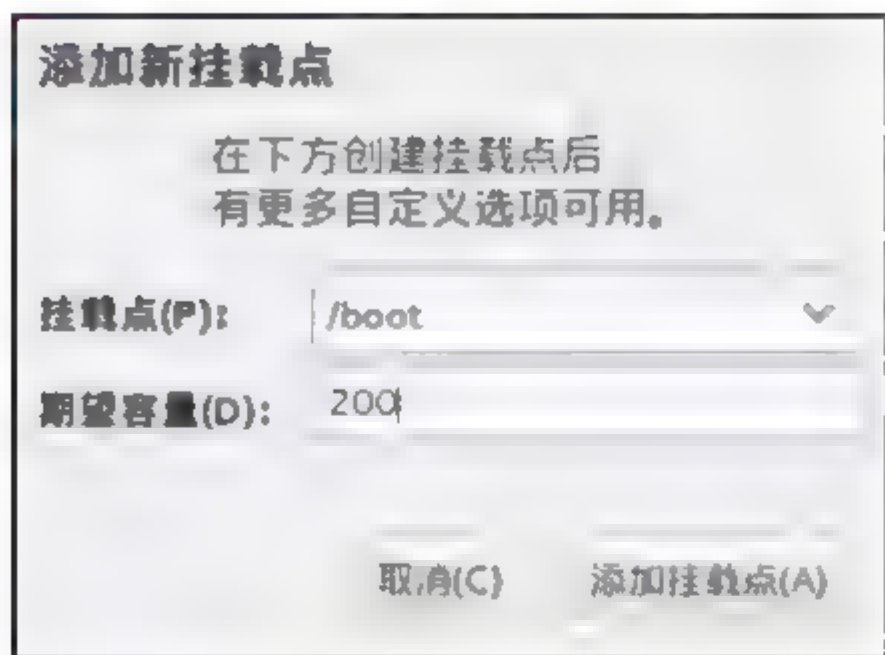 添加新挂载点
在下方创建挂载点后
有更多自定义选项可用。
挂载点(P): /boot
期望容量(D): 200
取消(C) 添加挂载点(A)